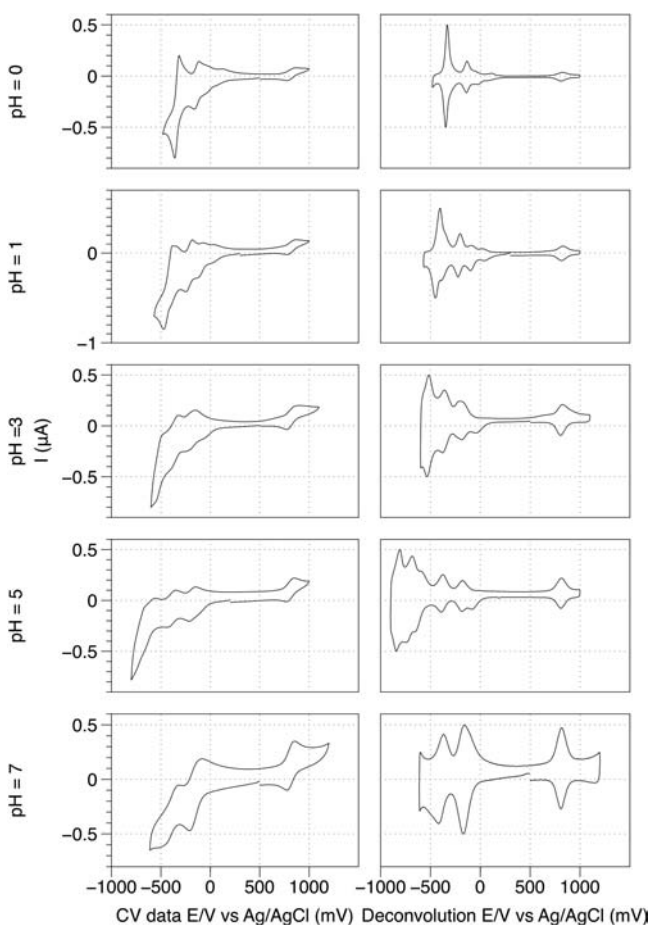 pH = 0
0.5
0
−0.5
pH = 1
0
−1
pH =3
I (μA)
0.5
0
−0.5
pH = 5
0.5
0
−0.5
pH = 7
0.5
0
−0.5
−1000 −500 0 500 1000 −1000 −500 0 500 1000
CV data E/V vs Ag/AgCl (mV) Deconvolution E/V vs Ag/AgCl (mV)